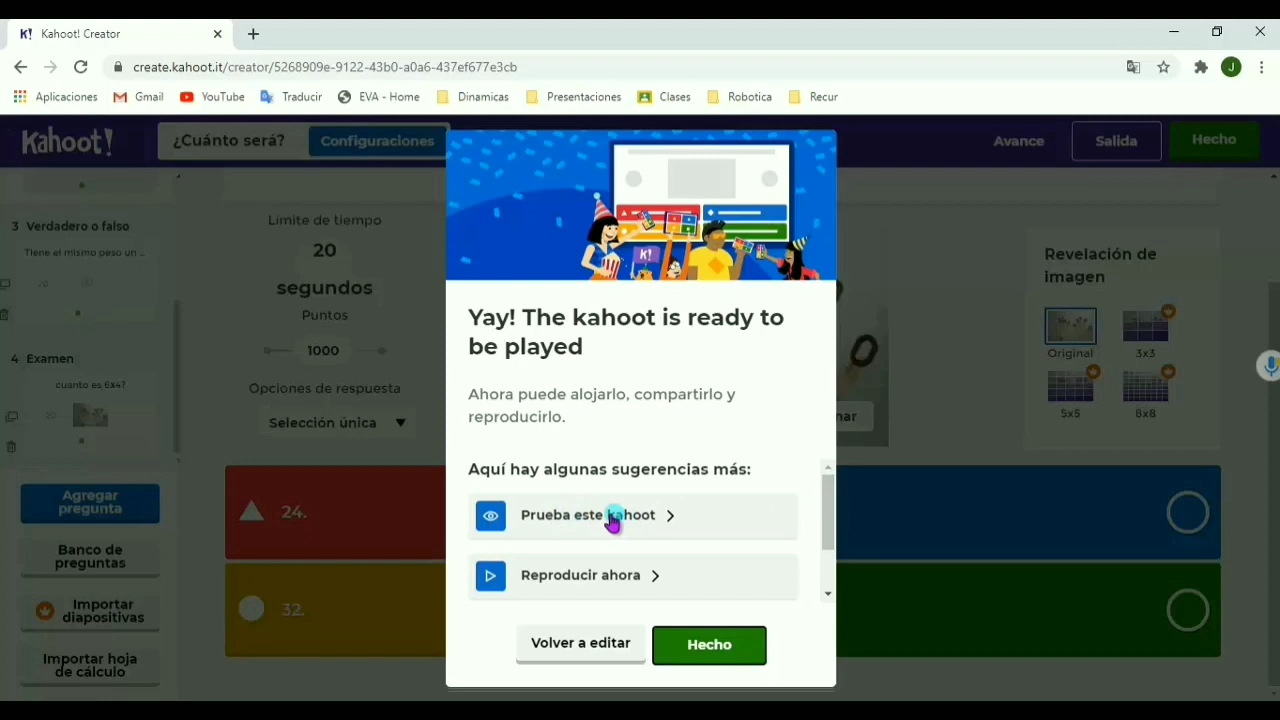 K! Kahoot! Creator
create.kahoot.it/creator/5268909e-9122-43b0-a0a6-437ef677e3cb
J
Aplicaciones Gmail YouTube Traducir EVA - Home Dinamicas Presentaciones Clases Robotica Recur
Kahoot! ¿Cuánto será? Configuraciones Avance Salida Hecho
3 Verdadero o falso
Tiene el mismo peso un ...
4 Examen
cuanto es 6x4?
20
Agregar
pregunta
Banco de
preguntas
Importar
diapositivas
Importar hoja
de cálculo
Limite de tiempo
20
segundos
Puntos
1000
Opciones de respuesta
Selección única
24.
32.
K!
Yay! The kahoot is ready to
be played
Ahora puede alojarlo, compartirlo y
reproducirlo.
Aquí hay algunas sugerencias más:
Prueba este kahoot
Reproducir ahora
Volver a editar Hecho
nar
Revelación de
imagen
Original 3x3
5x5 8x8